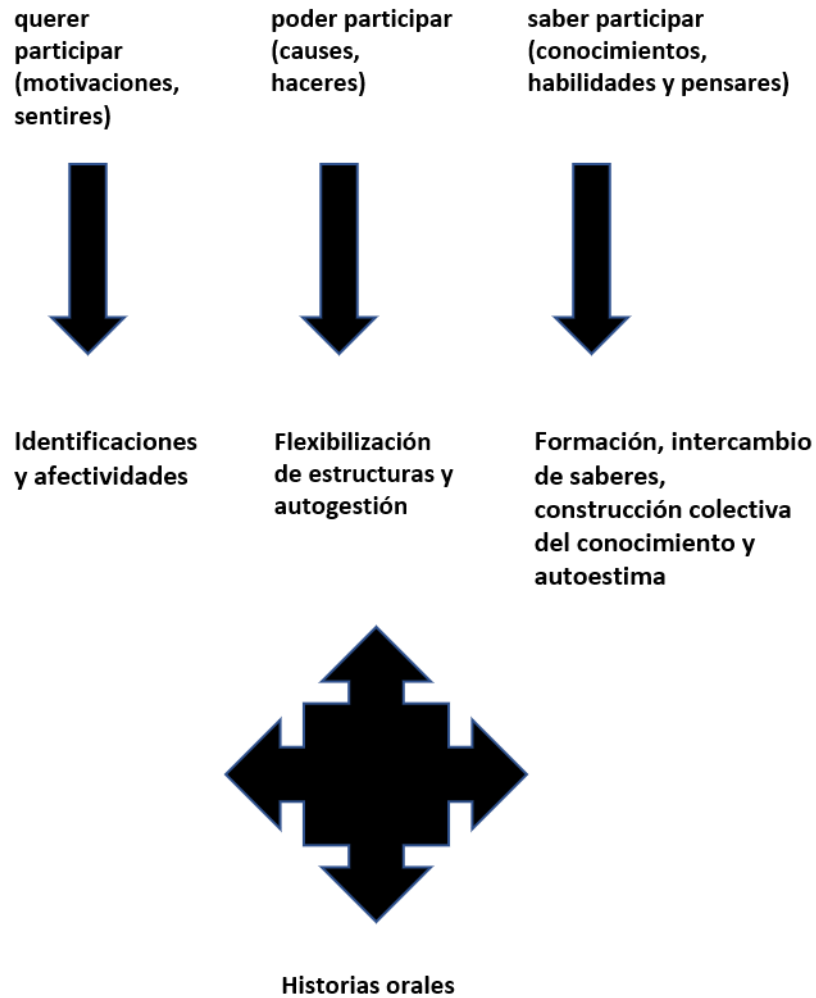 querer
participar
(motivaciones,
sentires)
poder participar
(causes,
haceres)
saber participar
(conocimientos,
habilidades y pensares)
Identificaciones
y afectividades
Flexibilización
de estructuras y
autogestión
Formación, intercambio
de saberes,
construcción colectiva
del conocimiento y
autoestima
Historias orales